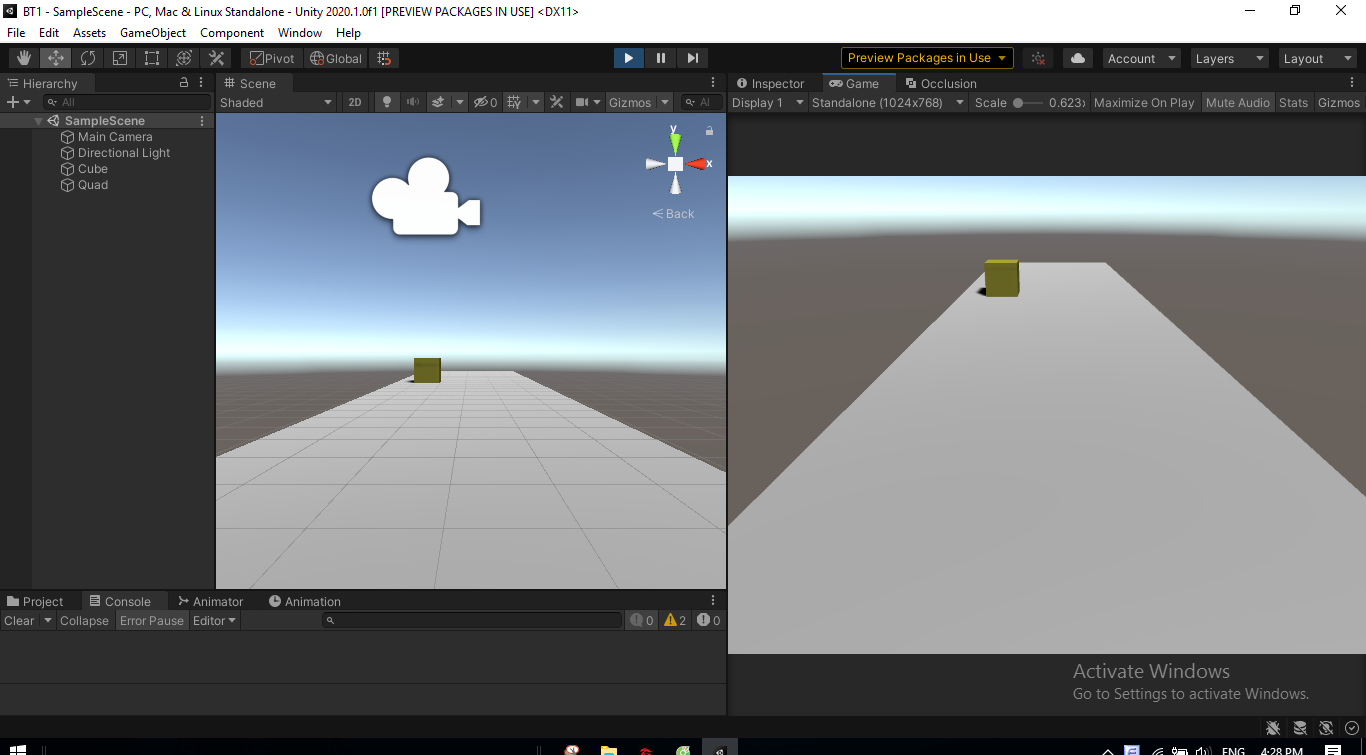 BT1 - SampleScene - PC, Mac & Linux Standalone - Unity 2020.1.0f1 [PREVIEW PACKAGES IN USE] <DX11>
File Edit Assets GameObject Component Window Help
Pivot Global Preview Packages in Use Account Layers Layout
Hierarchy Scene Inspector Game Occlusion
All Shaded 2D 0 Gizmos Al Display 1 Standalone (1024x768) Scale 0.623x Maximize On Play Mute Audio Stats Gizmos
SampleScene
Main Camera
Directional Light
Cube
Quad
y
x
Back
Project Console Animator Animation
Clear Collapse Error Pause Editor 0 2 0
Activate Windows
Go to Settings to activate Windows.
ENG 4:28 PM